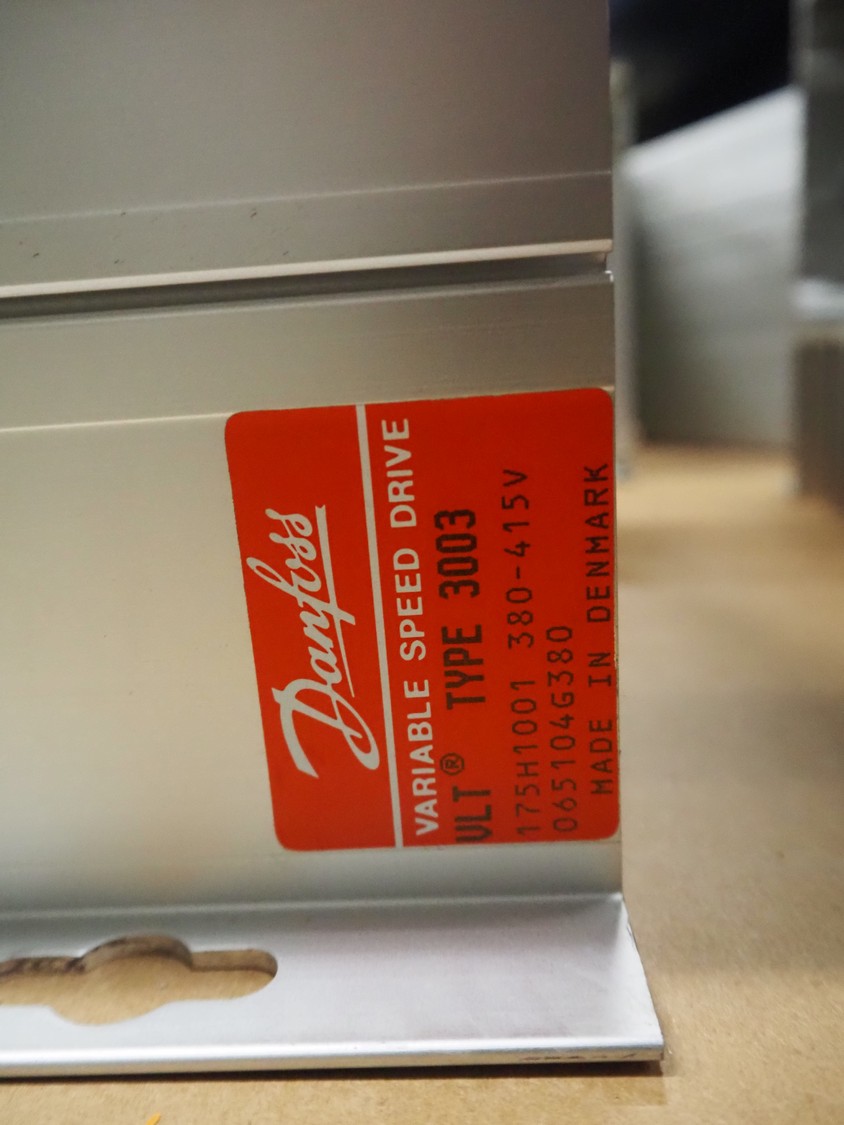 Danfoss
VARIABLE SPEED DRIVE
VLT® TYPE 3003
175H1001 380-415V
065104G380
MADE IN DENMARK